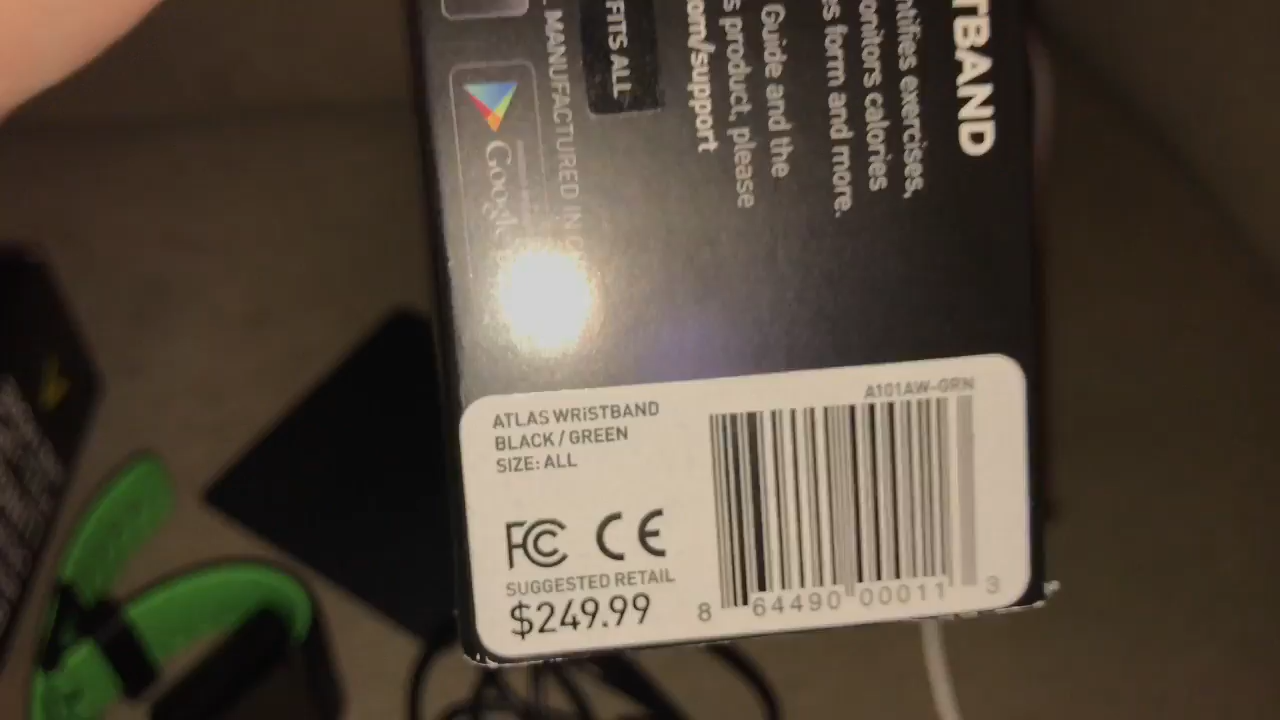 TBAND
ntifies exercises,
onitors calories
es form and more.
Guide and the
s product, please
om/support
FITS ALL
MANUFACTURED IN
Google
A101AW-GRN
ATLAS WRiSTBAND
BLACK / GREEN
SIZE: ALL
FC CE
SUGGESTED RETAIL
$249.99
8 64490 00011 3